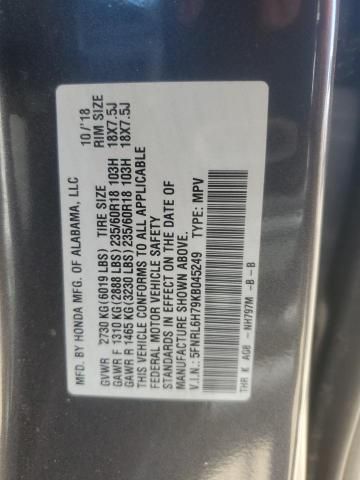 MFD. BY HONDA MFG. OF ALABAMA, LLC 10/'18
GVWR 2730 KG(6019 LBS) TIRE SIZE RIM SIZE
GAWR F 1310 KG(2888 LBS)235/60R18 103H 18X7.5J
GAWR R 1465 KG(3230 LBS)235/60R18 103H 18X7.5J
THIS VEHICLE CONFORMS TO ALL APPLICABLE
FEDERAL MOTOR VEHICLE SAFETY
STANDARDS IN EFFECT ON THE DATE OF
MANUFACTURE SHOWN ABOVE.
V.I.N.: 5FNRL6H79KB045249 TYPE: MPV
THR K AG8 -NH797M -B -B